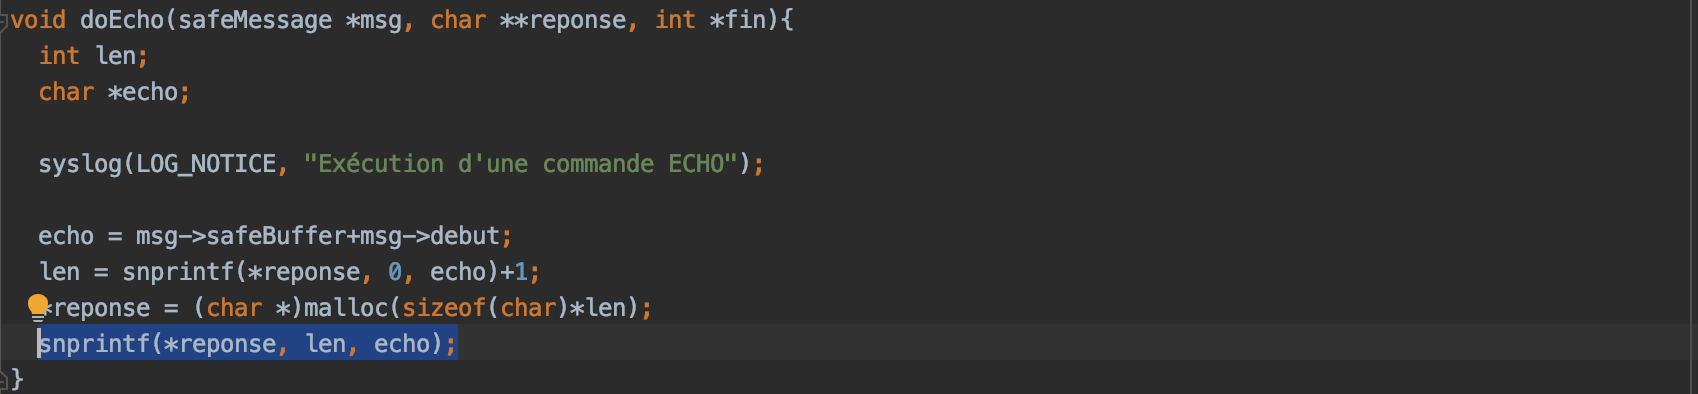 void doEcho(safeMessage *msg, char **reponse, int *fin){
int len;
char *echo;
syslog(LOG_NOTICE, "Exécution d'une commande ECHO");
echo = msg->safeBuffer+msg->debut;
len = snprintf(*reponse, 0, echo)+1;
*reponse = (char *)malloc(sizeof(char)*len);
snprintf(*reponse, len, echo);
}